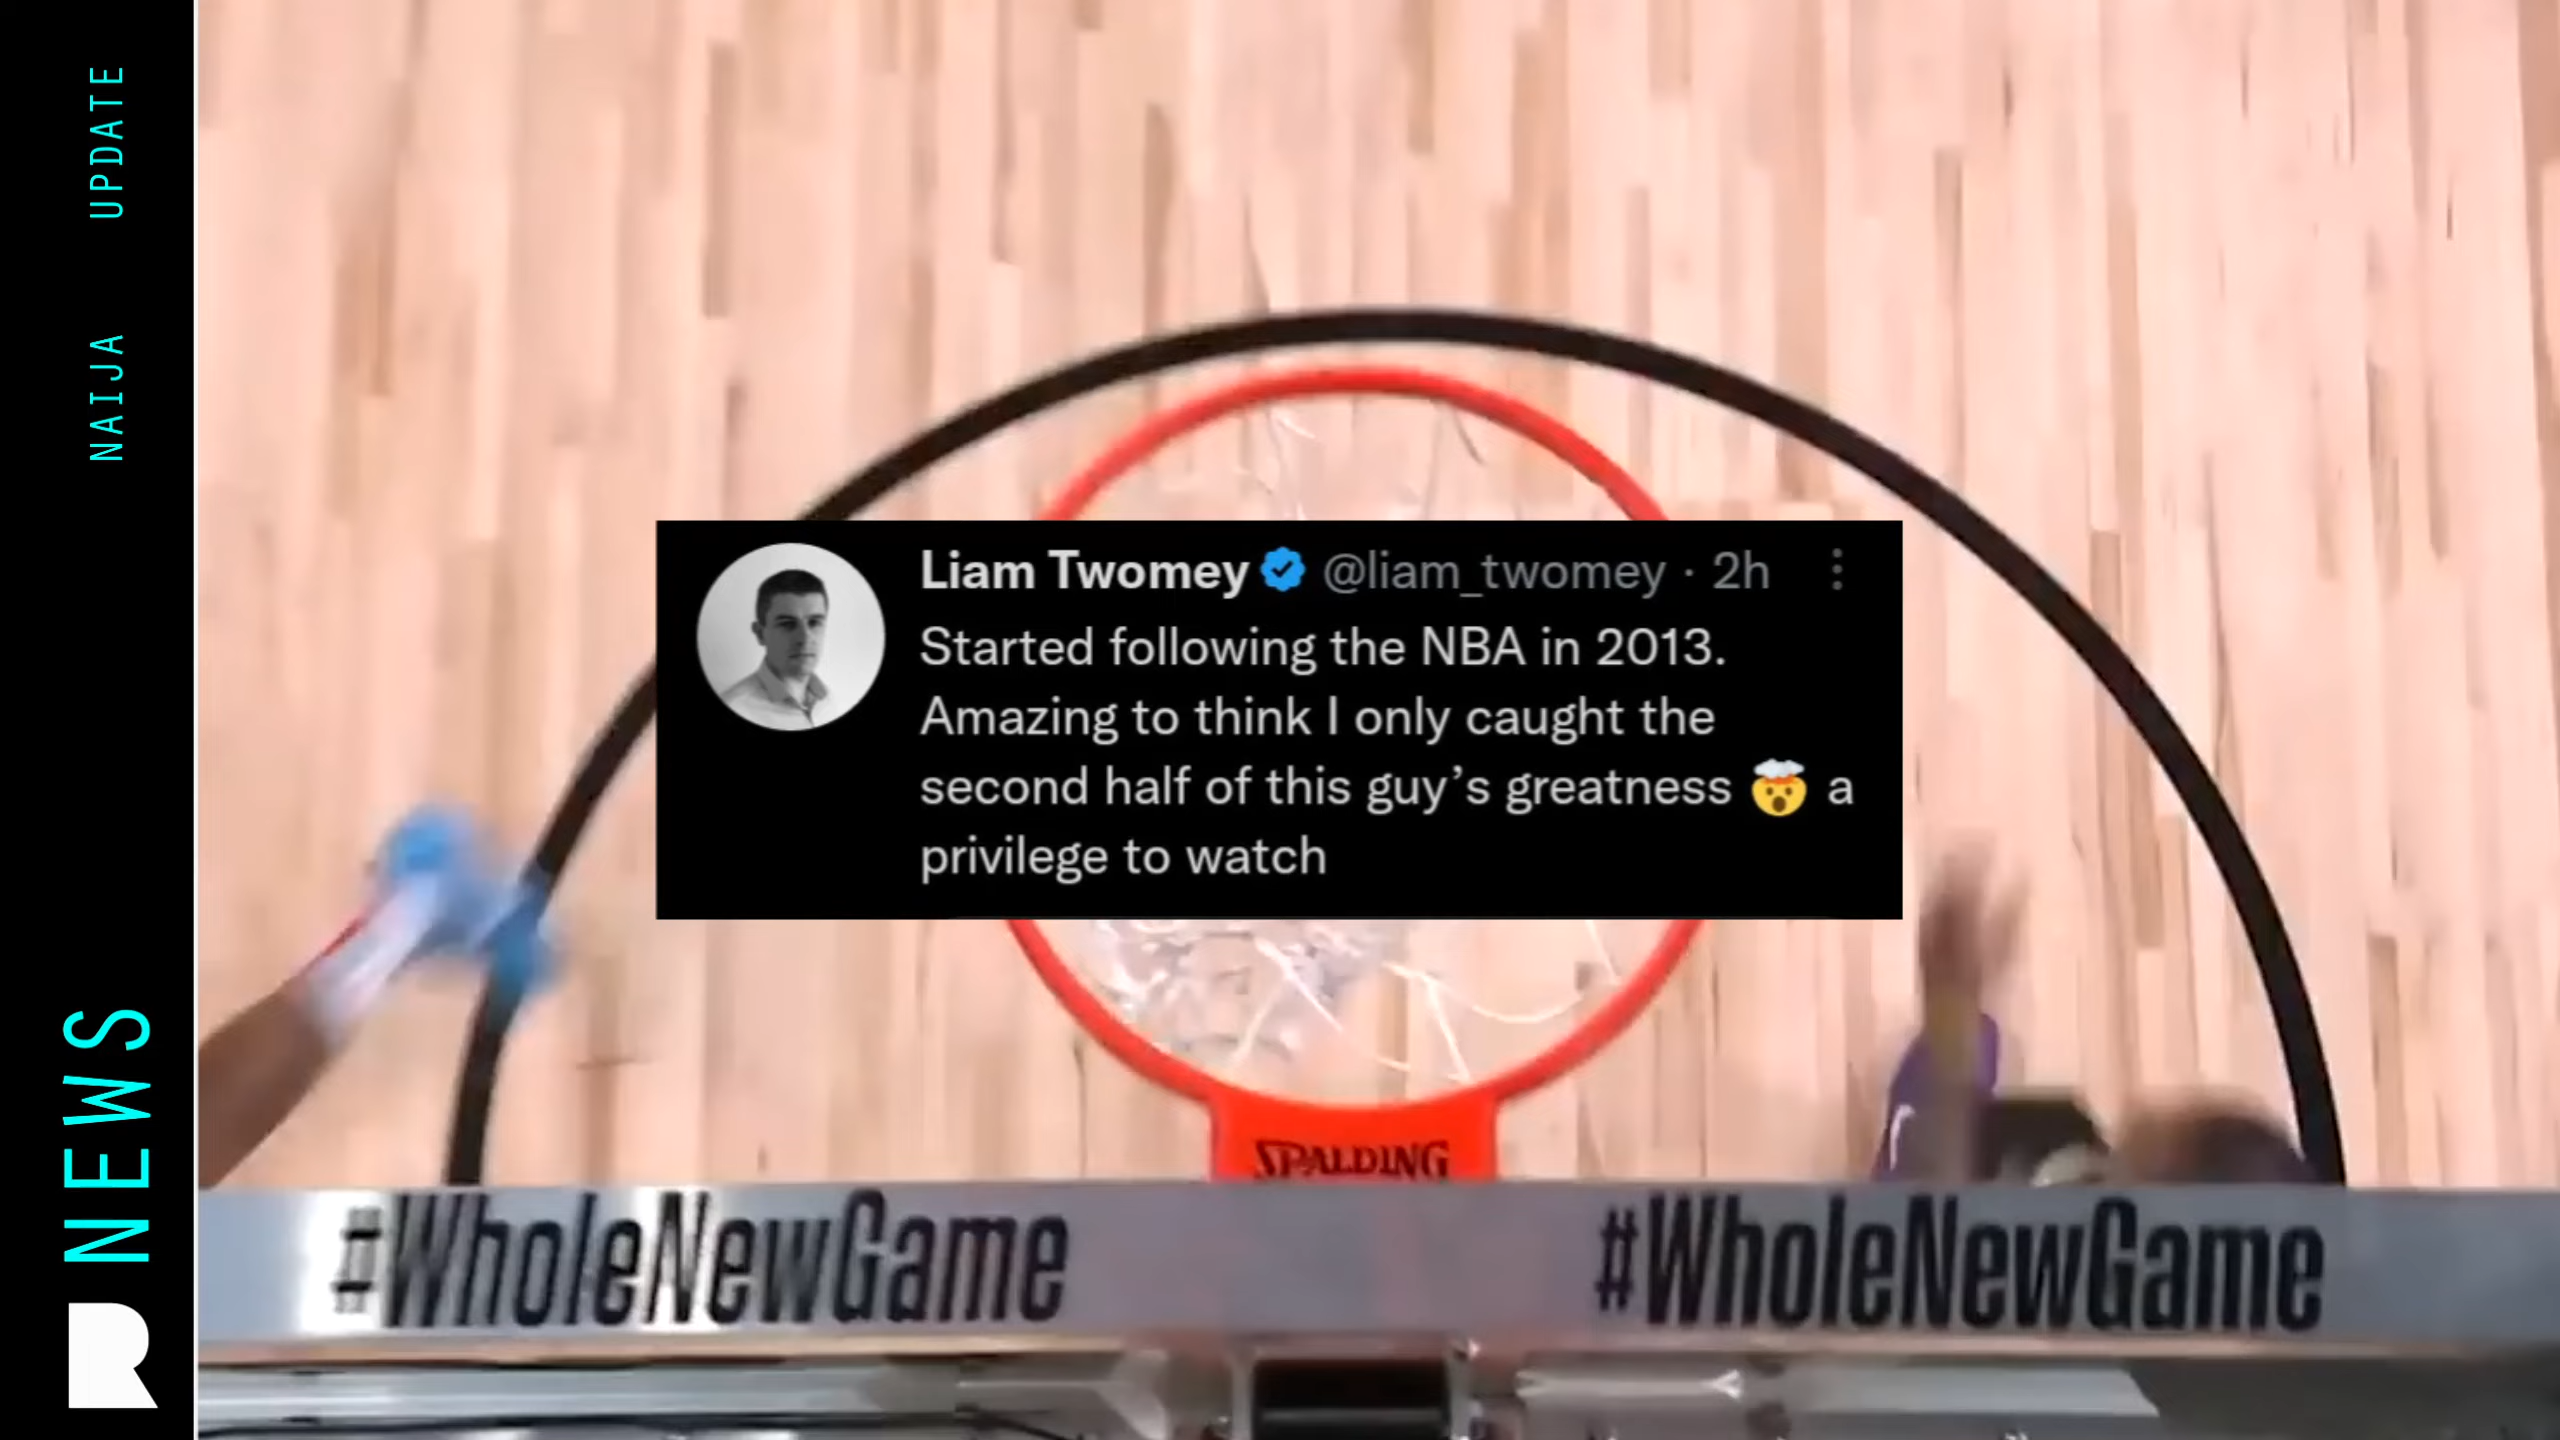 NAIJA UPDATE
NEWS
Liam Twomey @liam_twomey · 2h
Started following the NBA in 2013.
Amazing to think I only caught the
second half of this guy’s greatness 🤯 a
privilege to watch
SPALDING
#WholeNewGame #WholeNewGame